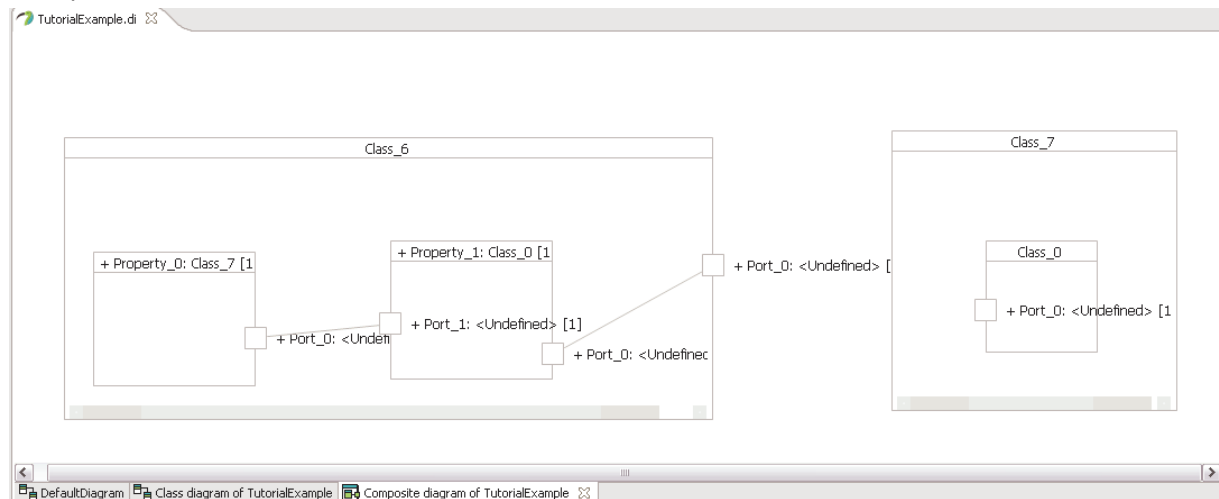 TutorialExample.di
Class_6
Class_7
+ Property_0: Class_7 [1
+ Property_1: Class_0 [1
Class_0
+ Port_0: <Undefined> [
+ Port_0: <Undefined> [1
+ Port_1: <Undefined> [1]
+ Port_0: <Undefi
+ Port_0: <Undefinec
DefaultDiagram Class diagram of TutorialExample Composite diagram of TutorialExample